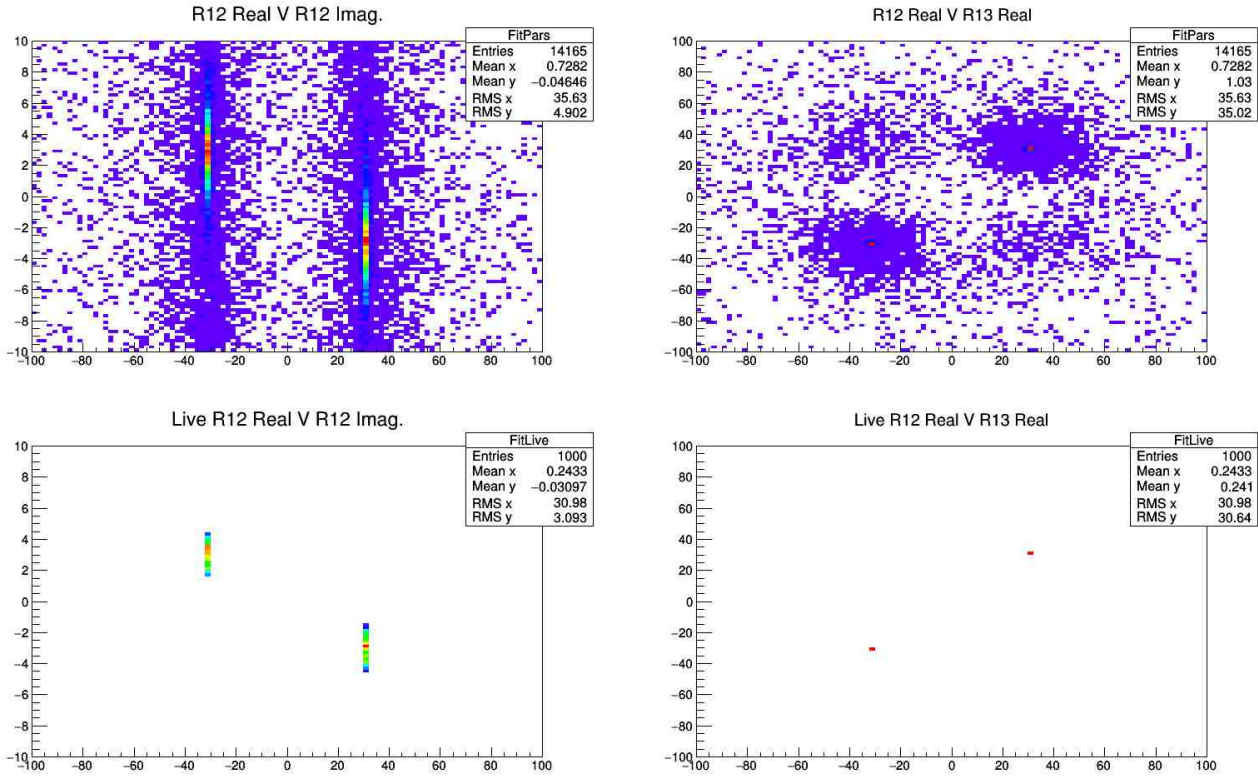 R12 Real V R12 Imag.
FitPars
Entries 14165
Mean x 0.7282
Mean y −0.04646
RMS x 35.63
RMS y 4.902
10
8
6
4
2
0
−2
−4
−6
−8
−10
−100 −80 −60 −40 −20 0 20 40 60 80 100
R12 Real V R13 Real
FitPars
Entries 14165
Mean x 0.7282
Mean y 1.03
RMS x 35.63
RMS y 35.02
100
80
60
40
20
0
−20
−40
−60
−80
−100
−100 −80 −60 −40 −20 0 20 40 60 80 100
Live R12 Real V R12 Imag.
FitLive
Entries 1000
Mean x 0.2433
Mean y −0.03097
RMS x 30.98
RMS y 3.093
10
8
6
4
2
0
−2
−4
−6
−8
−10
−100 −80 −60 −40 −20 0 20 40 60 80 100
Live R12 Real V R13 Real
FitLive
Entries 1000
Mean x 0.2433
Mean y 0.241
RMS x 30.98
RMS y 30.64
100
80
60
40
20
0
−20
−40
−60
−80
−100
−100 −80 −60 −40 −20 0 20 40 60 80 100